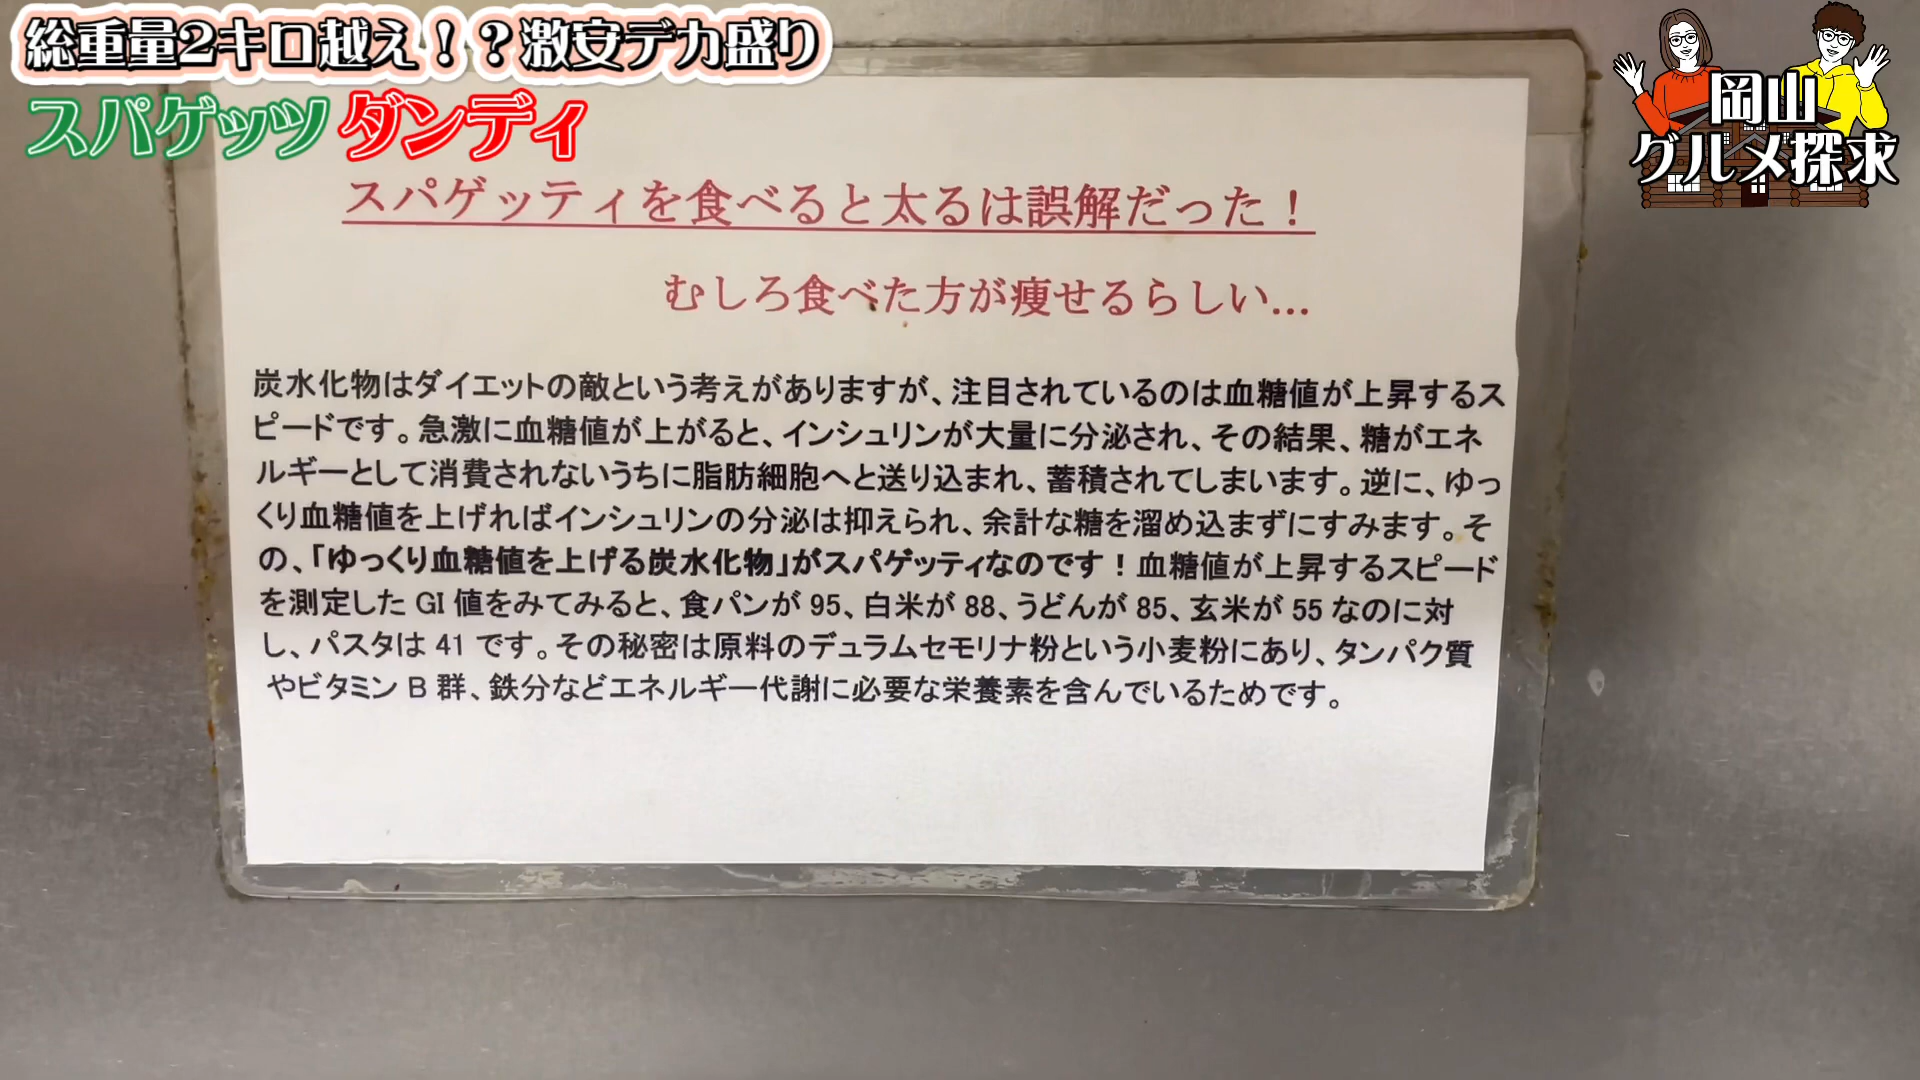 総重量2キロ越え！？激安デカ盛り
スパゲッツダンディ
岡山
グルメ探求
スパゲッティを食べると太るは誤解だった！
むしろ食べた方が痩せるらしい…
炭水化物はダイエットの敵という考えがありますが、注目されているのは血糖値が上昇するス
ピードです。急激に血糖値が上がると、インシュリンが大量に分泌され、その結果、糖がエネ
ルギーとして消費されないうちに脂肪細胞へと送り込まれ、蓄積されてしまいます。逆に、ゆっ
くり血糖値を上げればインシュリンの分泌は抑えられ、余計な糖を溜め込まずにすみます。そ
の、「ゆっくり血糖値を上げる炭水化物」がスパゲッティなのです！血糖値が上昇するスピード
を測定した GI 値をみてみると、食パンが 95、白米が 88、うどんが 85、玄米が 55 なのに対
し、パスタは 41 です。その秘密は原料のデュラムセモリナ粉という小麦粉にあり、タンパク質
やビタミン B 群、鉄分などエネルギー代謝に必要な栄養素を含んでいるためです。